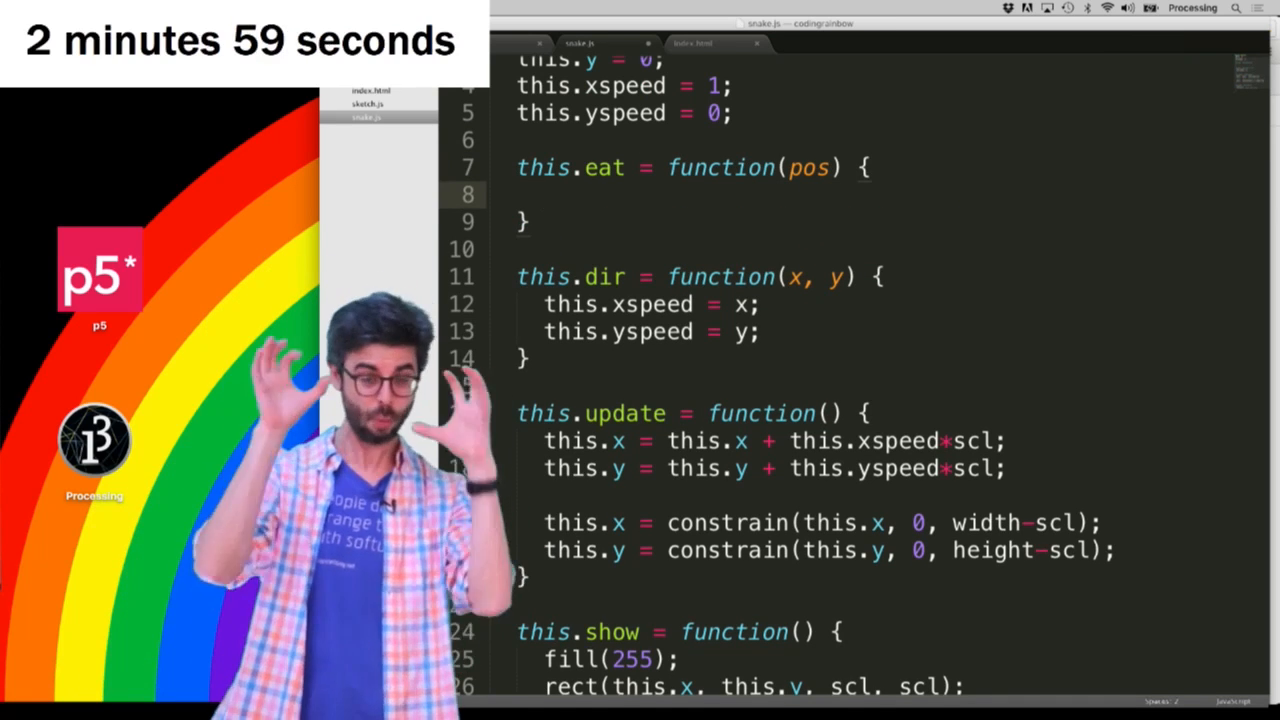 2 minutes 59 seconds
Processing
snake.js — codingrainbow
snake.js
index.html
index.html
sketch.js
snake.js
this.y = 0;
4 this.xspeed = 1;
5 this.yspeed = 0;
6
7 this.eat = function(pos) {
8
9 }
10
11 this.dir = function(x, y) {
12 this.xspeed = x;
13 this.yspeed = y;
14 }
this.update = function() {
this.x = this.x + this.xspeed*scl;
this.y = this.y + this.yspeed*scl;
this.x = constrain(this.x, 0, width-scl);
this.y = constrain(this.y, 0, height-scl);
}
24 this.show = function() {
25 fill(255);
26 rect(this.x, this.y, scl, scl);
p5*
p5
Processing
with softw
Spaces: 2
JavaScript